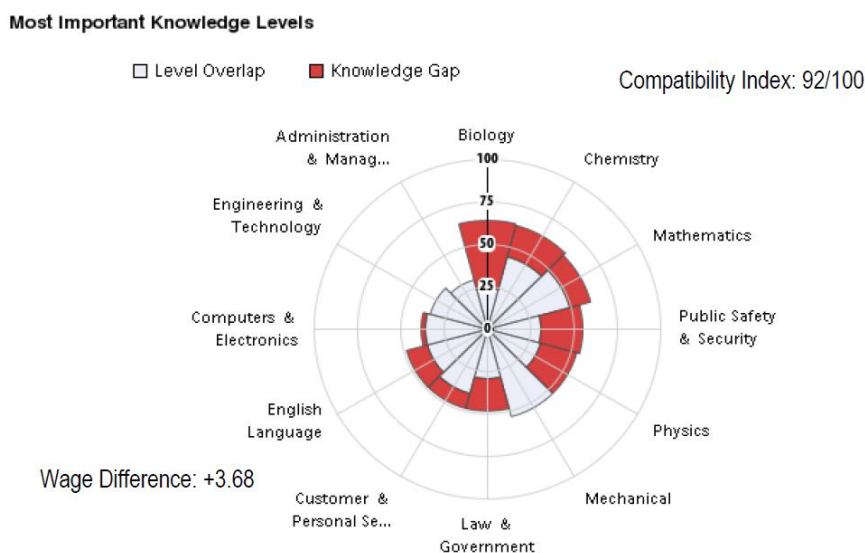 Most Important Knowledge Levels
Level Overlap
Knowledge Gap
Compatibility Index: 92/100
Biology
Administration
& Manag...
Chemistry
100
Engineering &
Technology
75
Mathematics
50
25
Computers &
Electronics
0
Public Safety
& Security
English
Language
Physics
Wage Difference: +3.68
Customer &
Personal Se...
Mechanical
Law &
Government